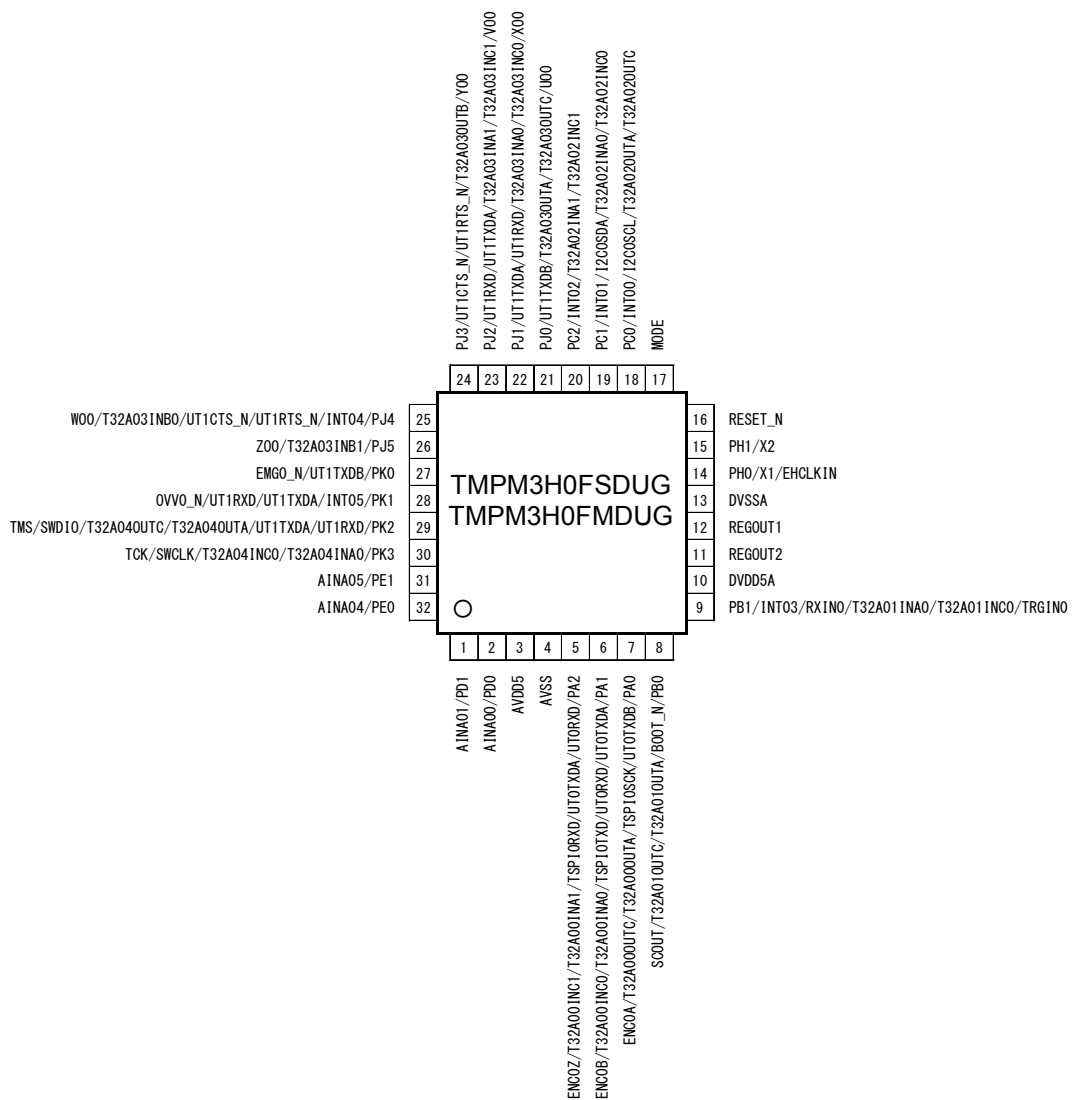 PJ3/UT1CTS_N/UT1RTS_N/T32A03OUTB/YO0
PJ2/UT1RXD/UT1TXDA/T32A03INA1/T32A03INC1/VO0
PJ1/UT1TXDA/UT1RXD/T32A03INA0/T32A03INC0/XO0
PJ0/UT1TXDB/T32A03OUTA/T32A03OUTC/UO0
PC2/INT02/T32A02INA1/T32A02INC1
PC1/INT01/I2C0SDA/T32A02INA0/T32A02INC0
PC0/INT00/I2C0SCL/T32A02OUTA/T32A02OUTC
MODE
24 23 22 21 20 19 18 17
WO0/T32A03INB0/UT1CTS_N/UT1RTS_N/INT04/PJ4 25
ZO0/T32A03INB1/PJ5 26
EMG0_N/UT1TXDB/PK0 27
OVV0_N/UT1RXD/UT1TXDA/INT05/PK1 28
TMS/SWDIO/T32A04OUTC/T32A04OUTA/UT1TXDA/UT1RXD/PK2 29
TCK/SWCLK/T32A04INC0/T32A04INA0/PK3 30
AINA05/PE1 31
AINA04/PE0 32
TMPM3H0FSDUG
TMPM3H0FMDUG
16 RESET_N
15 PH1/X2
14 PH0/X1/EHCLKIN
13 DVSSA
12 REGOUT1
11 REGOUT2
10 DVDD5A
9 PB1/INT03/RXIN0/T32A01INA0/T32A01INC0/TRGIN0
1 2 3 4 5 6 7 8
AINA01/PD1
AINA00/PD0
AVDD5
AVSS
ENC0Z/T32A00INC1/T32A00INA1/TSPI0RXD/UT0TXDA/UT0RXD/PA2
ENC0B/T32A00INC0/T32A00INA0/TSPI0TXD/UT0RXD/UT0TXDA/PA1
ENC0A/T32A00OUTC/T32A00OUTA/TSPI0SCK/UT0TXDB/PA0
SCOUT/T32A01OUTC/T32A01OUTA/BOOT_N/PB0